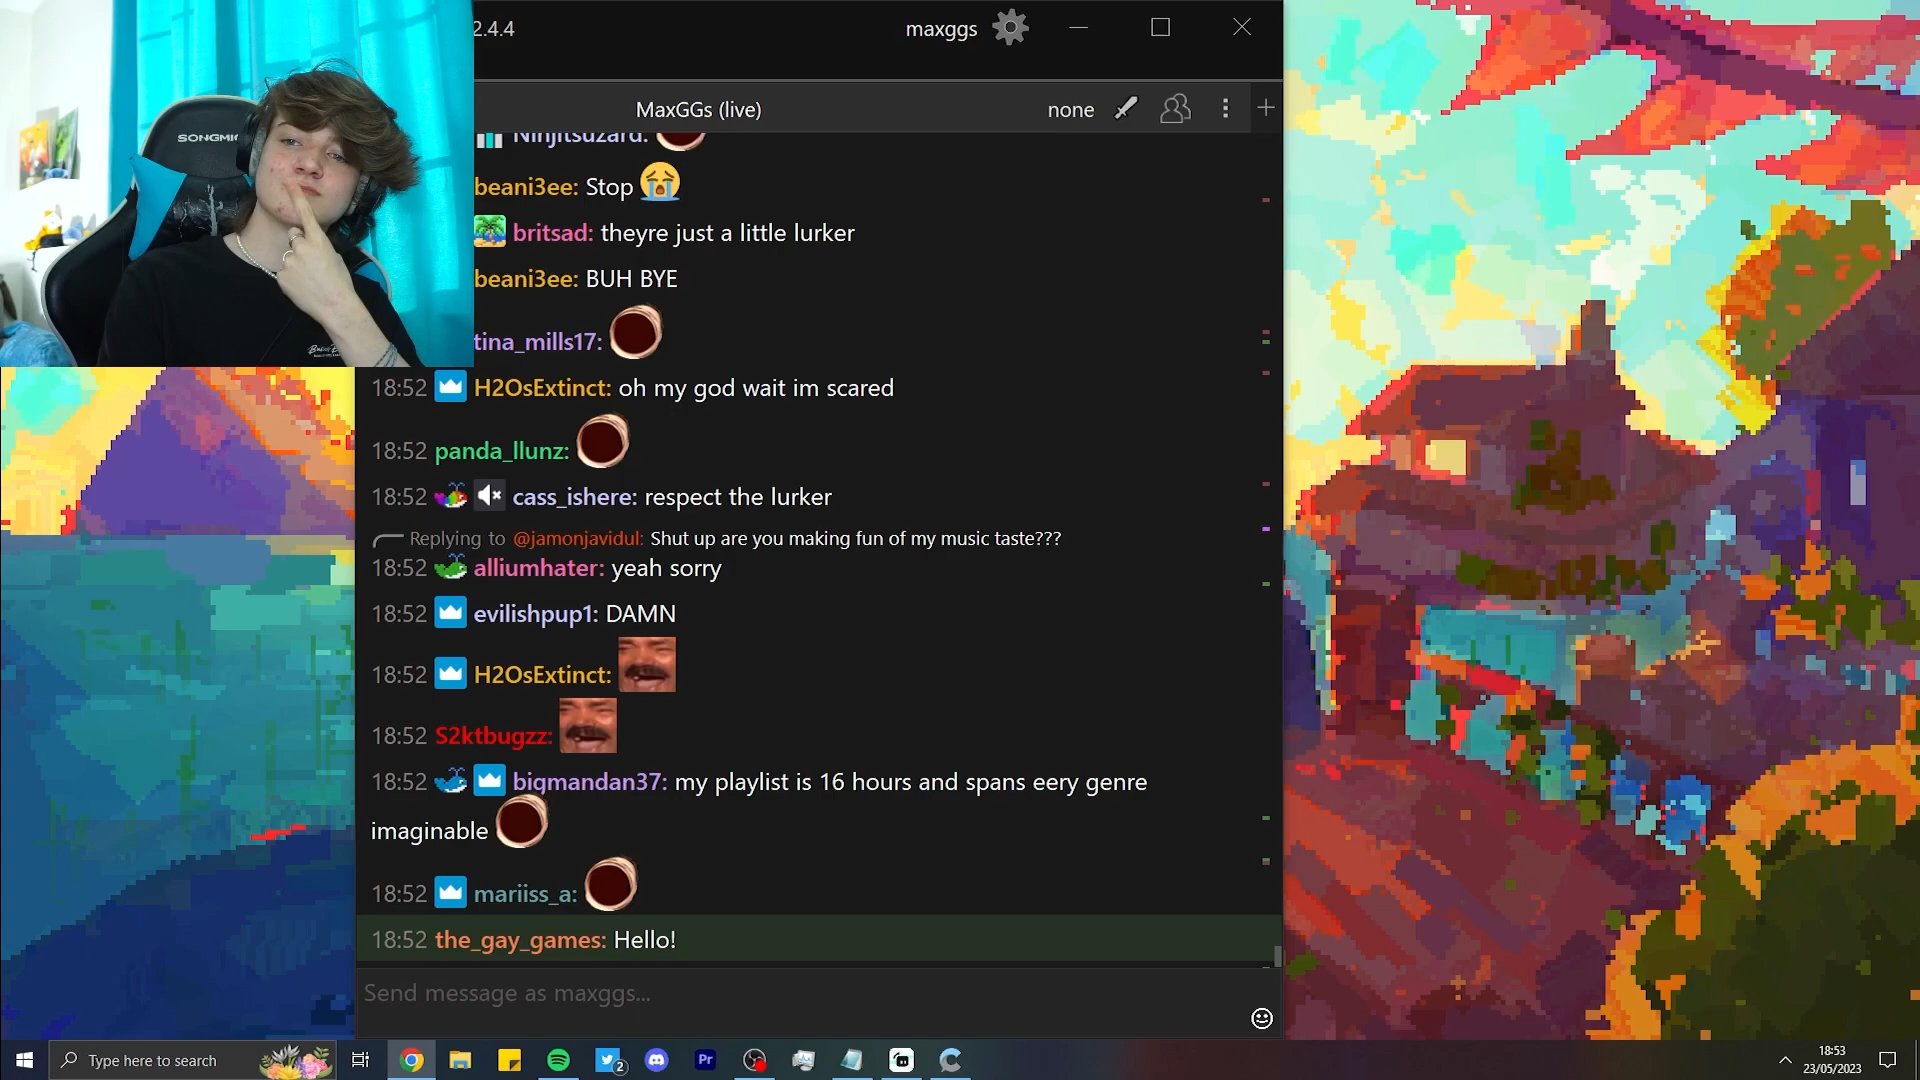 2.4.4
maxggs
MaxGGs (live)
none
SONGMIC
Ninjitsuzard:
beani3ee: Stop
britsad: theyre just a little lurker
beani3ee: BUH BYE
tina_mills17:
18:52 H2OsExtinct: oh my god wait im scared
18:52 panda_llunz:
18:52 cass_ishere: respect the lurker
Replying to @jamonjavidul: Shut up are you making fun of my music taste???
18:52 alliumhater: yeah sorry
18:52 evilishpup1: DAMN
18:52 H2OsExtinct:
18:52 S2ktbugzz:
18:52 bigmandan37: my playlist is 16 hours and spans eery genre
imaginable
18:52 mariiss_a:
18:52 the_gay_games: Hello!
Send message as maxggs...
Type here to search
2
Pr
18:53
23/05/2023